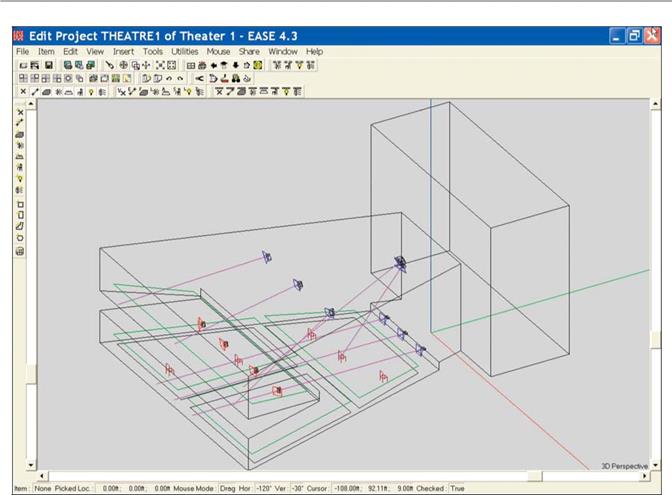 Edit Project THEATRE1 of Theater 1 - EASE 4.3
File Item Edit View Insert Tools Utilities Mouse Share Window Help
3D Perspective
Item: None Picked Loc.: 0.00ft; 0.00ft; 0.00ft Mouse Mode: Drag Hor: -120° Ver: -30° Cursor: -108.00ft; 92.11ft; 9.00ft Checked: True